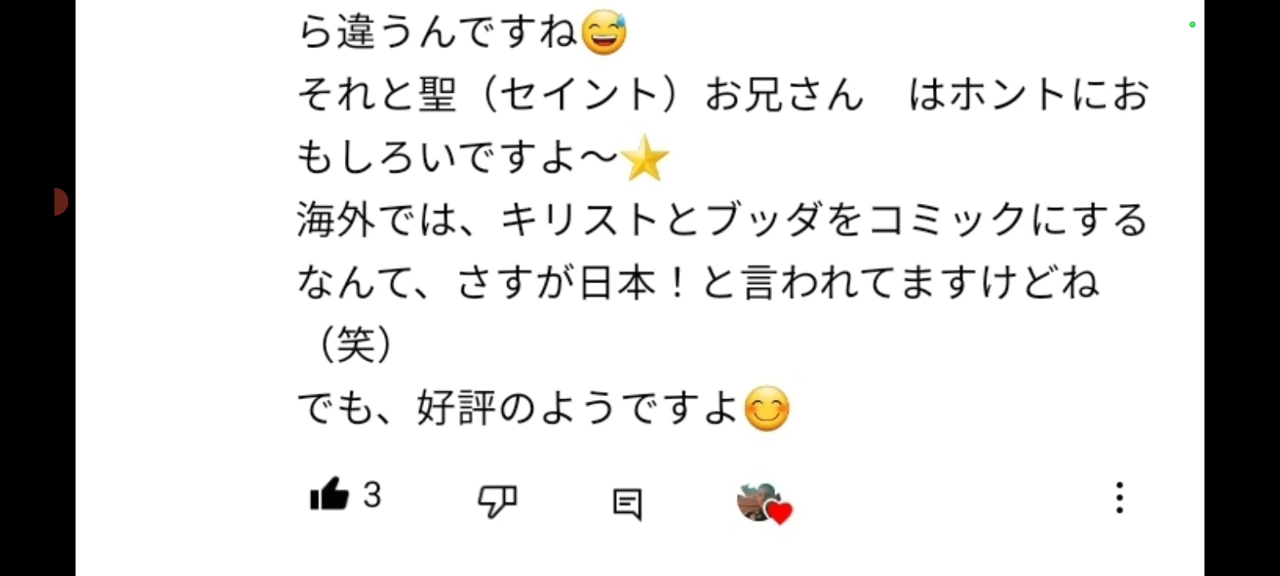 ら違うんですね😅
それと聖（セイント）お兄さん　はホントにお
もしろいですよ～⭐
海外では、キリストとブッダをコミックにする
なんて、さすが日本！と言われてますけどね
（笑）
でも、好評のようですよ😊
3